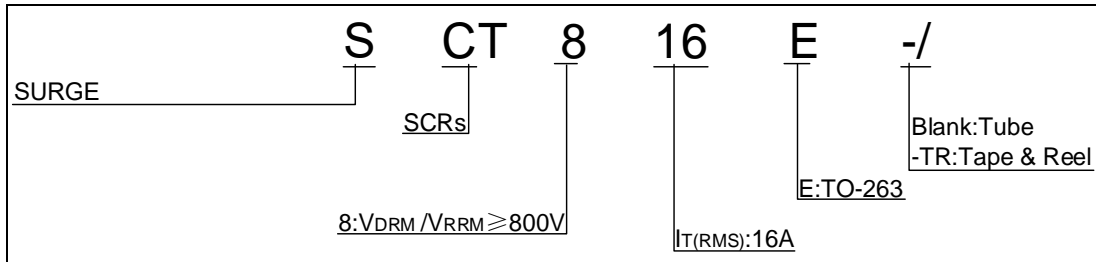 S CT 8 16 E -/
SURGE
SCRs
Blank:Tube
-TR:Tape & Reel
E:TO-263
8:VDRM /VRRM≥800V
IT(RMS):16A